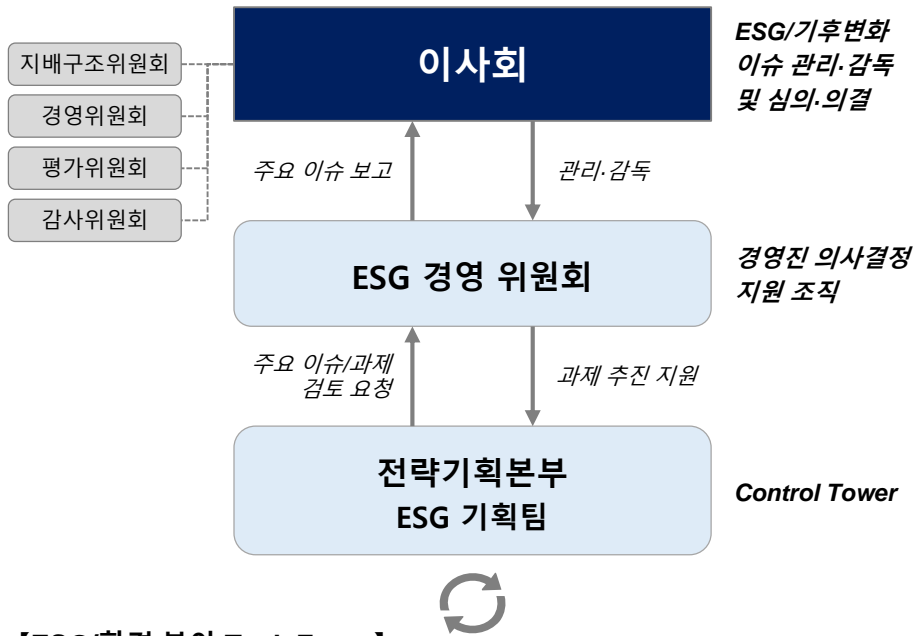 이사회
ESG/기후변화
이슈 관리·감독
및 심의·의결
지배구조위원회
경영위원회
평가위원회
감사위원회
주요 이슈 보고
관리·감독
ESG 경영 위원회
경영진 의사결정
지원 조직
주요 이슈/과제
검토 요청
과제 추진 지원
전략기획본부
ESG 기획팀
Control Tower